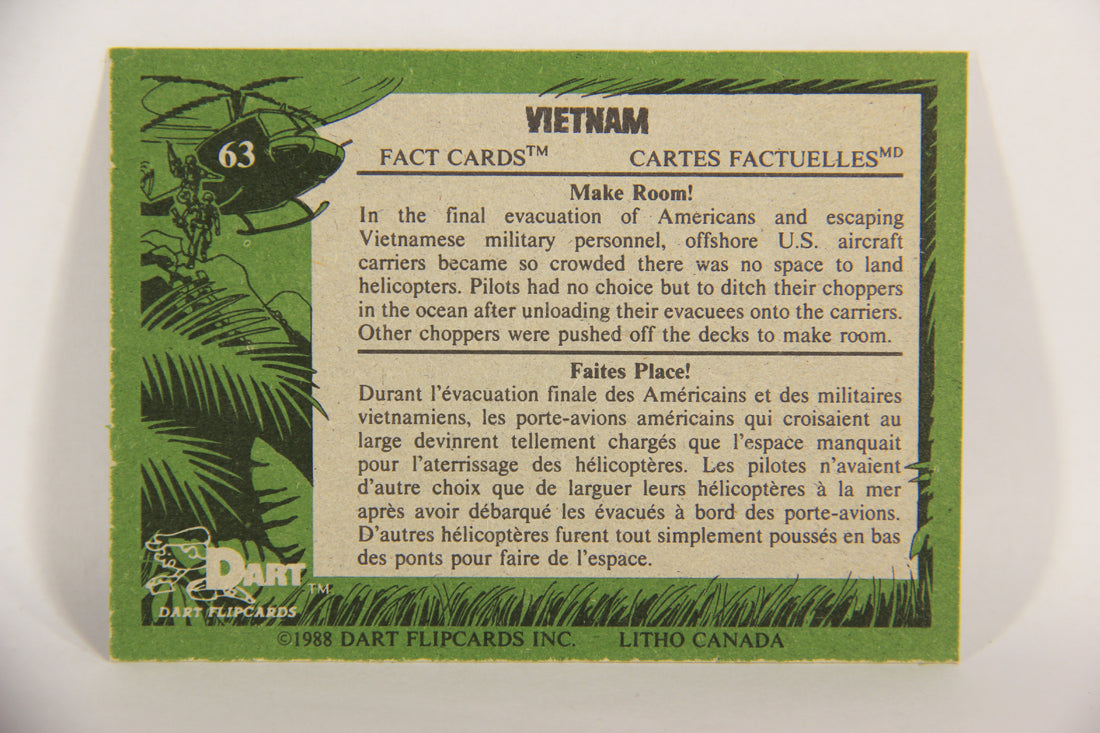 VIETNAM
63
FACT CARDS™ CARTES FACTUELLESMD
Make Room!
In the final evacuation of Americans and escaping
Vietnamese military personnel, offshore U.S. aircraft
carriers became so crowded there was no space to land
helicopters. Pilots had no choice but to ditch their choppers
in the ocean after unloading their evacuees onto the carriers.
Other choppers were pushed off the decks to make room.
Faites Place!
Durant l'évacuation finale des Américains et des militaires
vietnamiens, les porte-avions américains qui croisaient au
large devinrent tellement chargés que l'espace manquait
pour l'aterrissage des hélicoptères. Les pilotes n'avaient
d'autre choix que de larguer leurs hélicoptères à la mer
après avoir débarqué les évacués à bord des porte-avions.
D'autres hélicoptères furent tout simplement poussés en bas
des ponts pour faire de l'espace.
DART™
DART FLIPCARDS
©1988 DART FLIPCARDS INC. LITHO CANADA